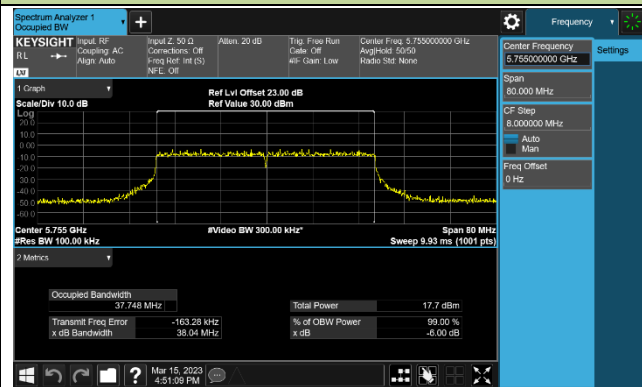 Spectrum Analyzer 1
Occupied BW
+
Frequency
KEYSIGHT Input: RF Input Z: 50 Ω Atten: 20 dB Trig: Free Run Center Freq: 5.755000000 GHz
RL Coupling: AC Corrections: Off Gate: Off Avg|Hold: 50/50
Align: Auto Freq Ref: Int (S) #IF Gain: Low Radio Std: None
LXI NFE: Off
Center Frequency Settings
5.755000000 GHz
Span
80.000 MHz
CF Step
8.000000 MHz
Auto
Man
Freq Offset
0 Hz
1 Graph
Ref Lvl Offset 23.00 dB
Scale/Div 10.0 dB Ref Value 30.00 dBm
Log
20.0
10.0
0.00
-10.0
-20.0
-30.0
-40.0
-50.0
-60.0
Center 5.755 GHz #Video BW 300.00 kHz* Span 80 MHz
#Res BW 100.00 kHz Sweep 9.93 ms (1001 pts)
2 Metrics
Occupied Bandwidth
37.748 MHz Total Power 17.7 dBm
Transmit Freq Error -163.28 kHz % of OBW Power 99.00 %
x dB Bandwidth 38.04 MHz x dB -6.00 dB
? Mar 15, 2023
4:51:09 PM